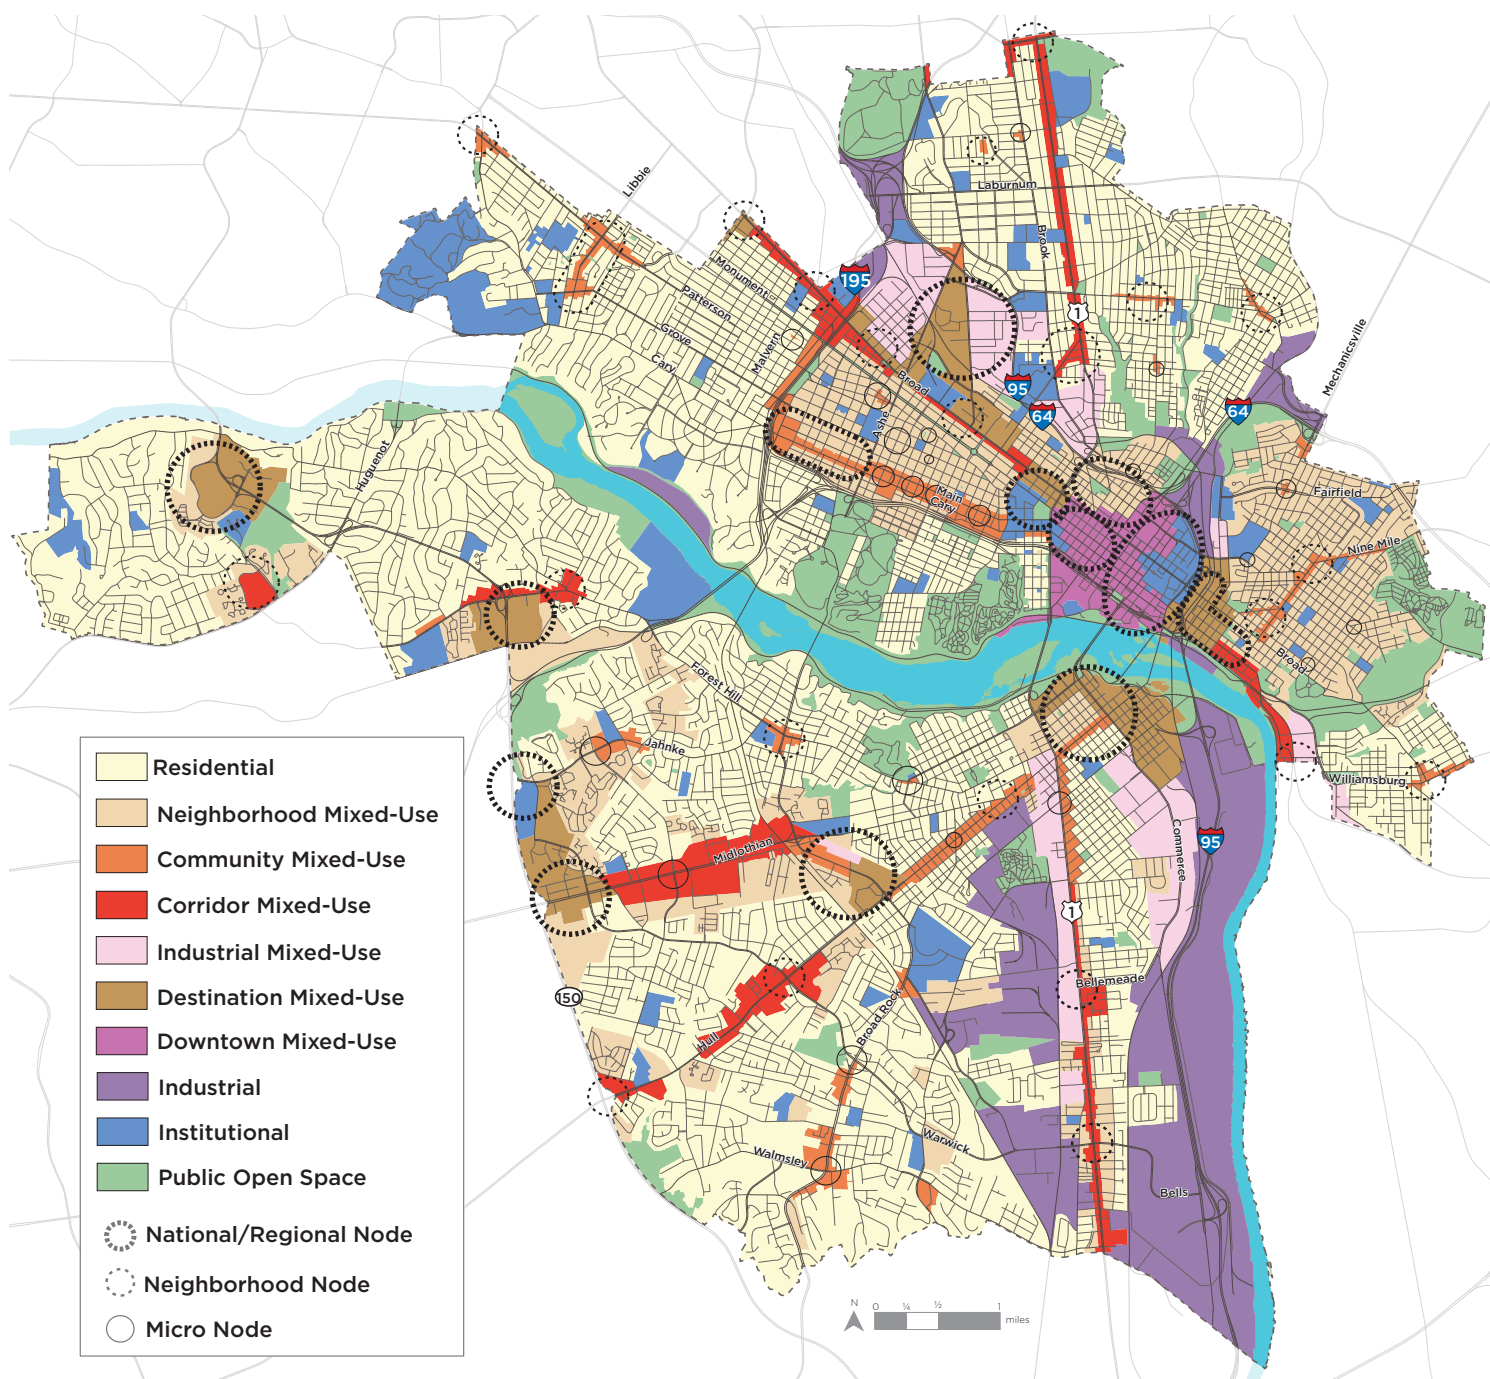 Libbie
Laburnum
Brook
195
Monument
Patterson
Grove
Cary
Malvern
1
Mechanicsville
Broad
95
64
64
Ashe
Huguenot
Main
Cary
Fairfield
Nine Mile
Broad
Forest Hill
Jahnke
Williamsburg
Commerce
95
Midlothian
1
Bellemeade
150
Broad Rock
Hull
Warwick
Walmsley
Bells
Residential
Neighborhood Mixed-Use
Community Mixed-Use
Corridor Mixed-Use
Industrial Mixed-Use
Destination Mixed-Use
Downtown Mixed-Use
Industrial
Institutional
Public Open Space
National/Regional Node
Neighborhood Node
Micro Node
N
0 ¼ ½ 1
miles